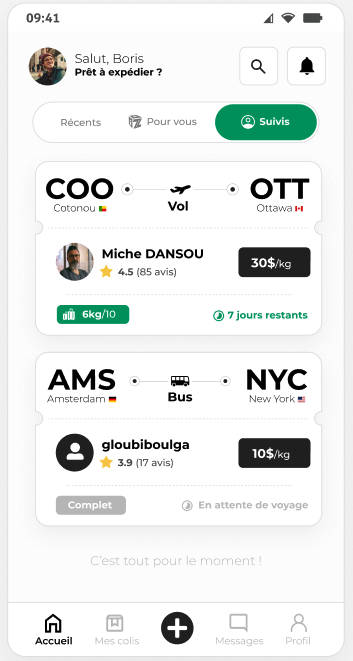 09:41
Salut, Boris
Prêt à expédier ?
Récents
Pour vous
Suivis
COO
OTT
Cotonou
Vol
Ottawa
Miche DANSOU
4.5 (85 avis)
30$/kg
6kg/10
7 jours restants
AMS
NYC
Amsterdam
Bus
New York
gloubiboulga
3.9 (17 avis)
10$/kg
Complet
En attente de voyage
C'est tout pour le moment !
Accueil
Mes colis
Messages
Profil